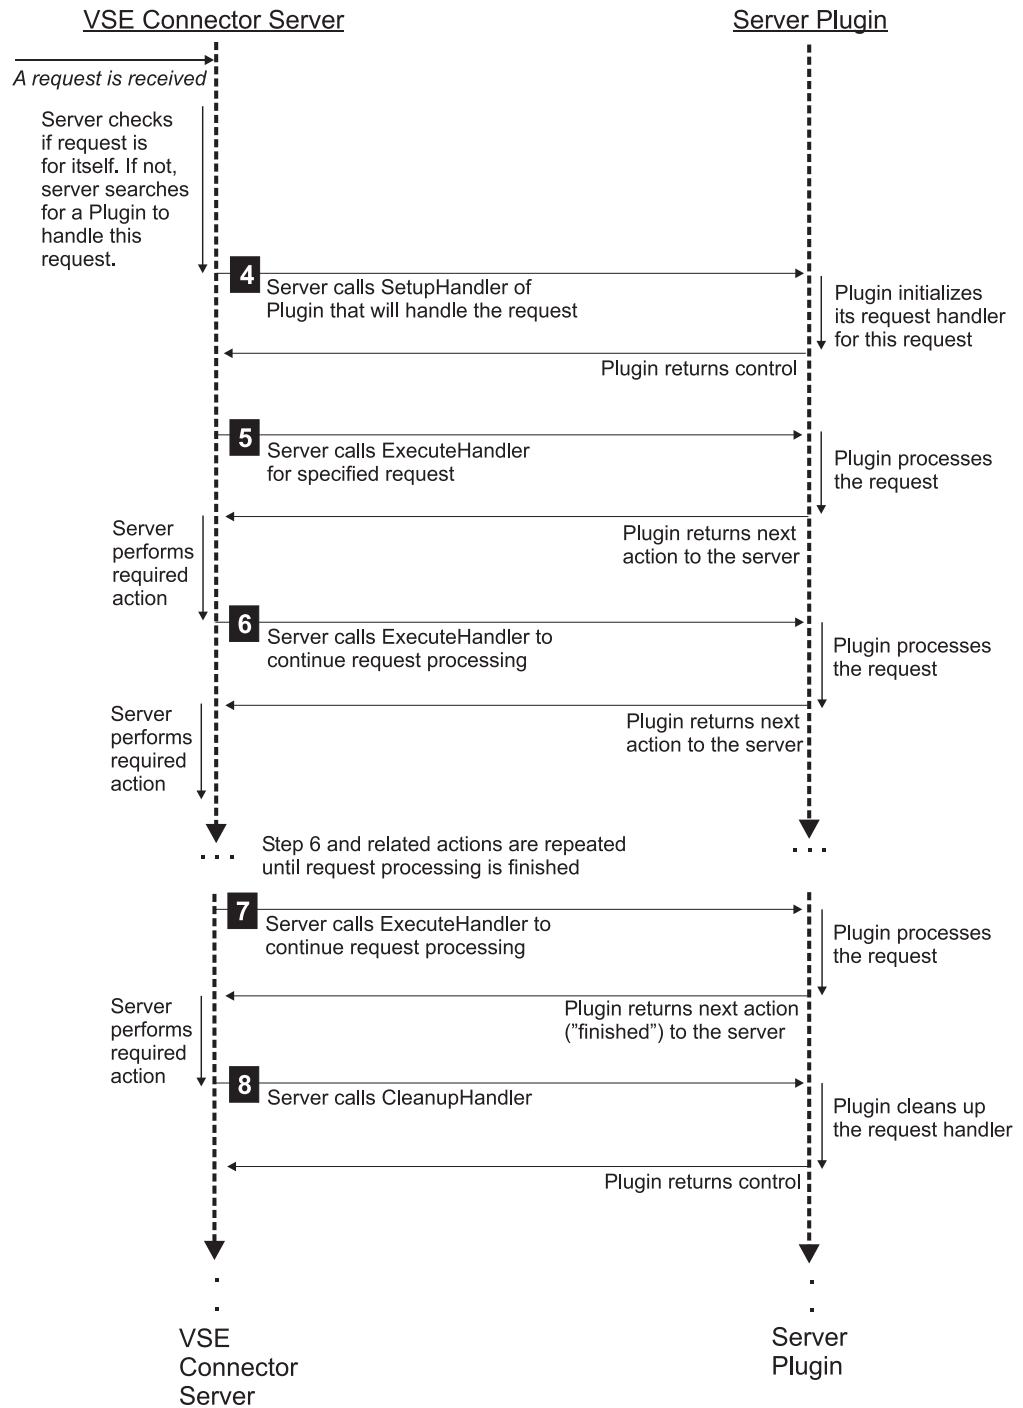 VSE Connector Server
Server Plugin
A request is received
Server checks
if request is
for itself. If not,
server searches
for a Plugin to
handle this
request.
4
Server calls SetupHandler of
Plugin that will handle the request
Plugin initializes
its request handler
for this request
Plugin returns control
5
Server calls ExecuteHandler
for specified request
Plugin processes
the request
Plugin returns next
action to the server
Server
performs
required
action
6
Server calls ExecuteHandler to
continue request processing
Plugin processes
the request
Plugin returns next
action to the server
Server
performs
required
action
. . .
Step 6 and related actions are repeated
until request processing is finished
. . .
7
Server calls ExecuteHandler to
continue request processing
Plugin processes
the request
Plugin returns next action
(”finished”) to the server
Server
performs
required
action
8
Server calls CleanupHandler
Plugin cleans up
the request handler
Plugin returns control
VSE
Connector
Server
Server
Plugin